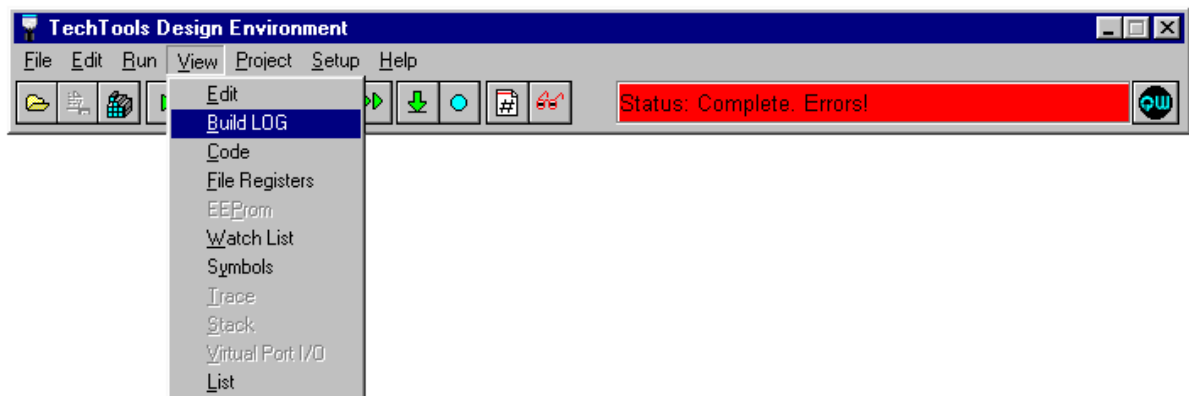 TechTools Design Environment
File Edit Run View Project Setup Help
# Status: Complete. Errors!
Edit
Build LOG
Code
File Registers
EEProm
Watch List
Symbols
Trace
Stack
Virtual Port I/O
List